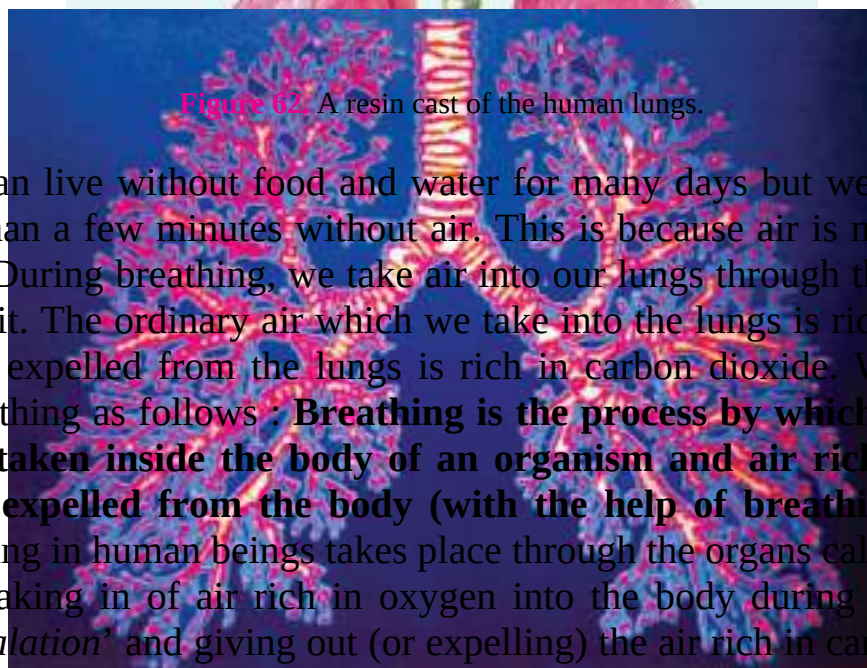 Figure 62. A resin cast of the human lungs.
an live without food and water for many days but we
an a few minutes without air. This is because air is n
During breathing, we take air into our lungs through t
it. The ordinary air which we take into the lungs is ric
expelled from the lungs is rich in carbon dioxide.
thing as follows : Breathing is the process by which
taken inside the body of an organism and air rich
expelled from the body (with the help of breath
ng in human beings takes place through the organs cal
aking in of air rich in oxygen into the body during
alation’ and giving out (or expelling) the air rich in ca